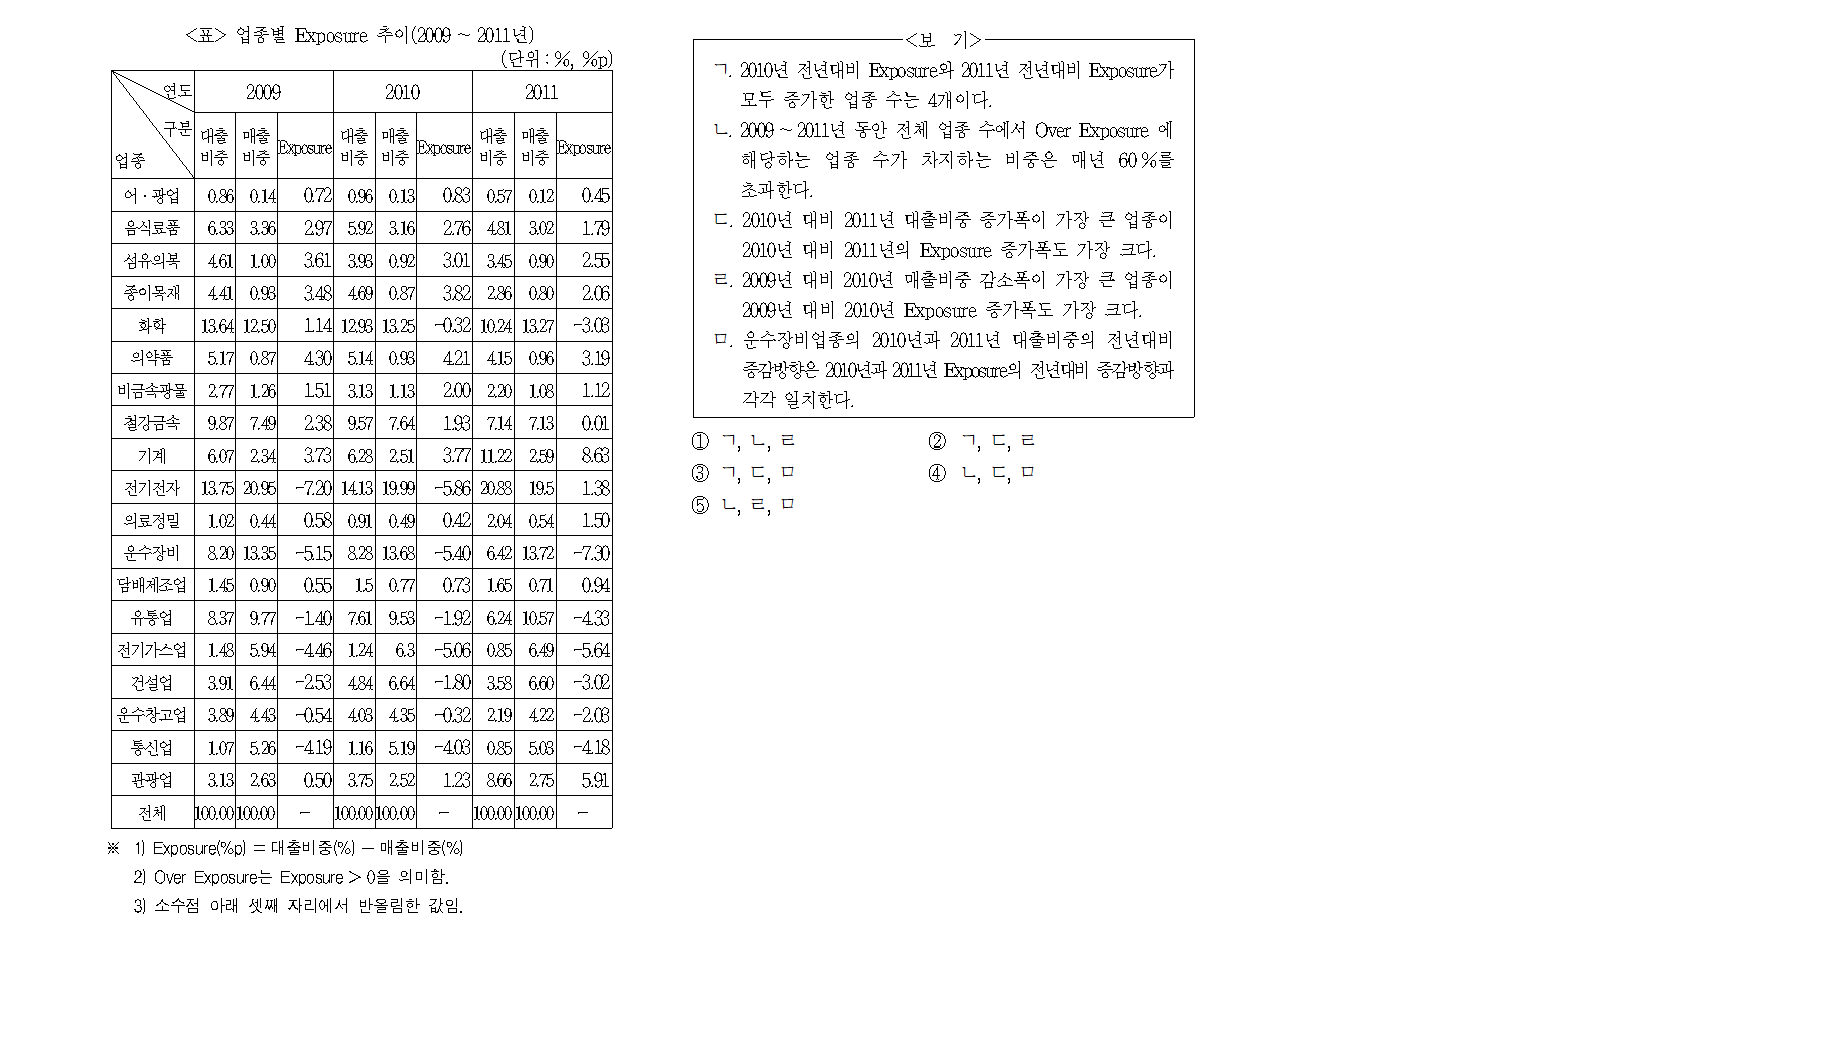 <표> 업종별 Exposure 추이(2009 ~ 2011년)
(단위 : %, %p)
연도 2009 2010 2011
구분
업종 대출비중 매출비중 Exposure 대출비중 매출비중 Exposure 대출비중 매출비중 Exposure
어·광업 0.86 0.14 0.72 0.96 0.13 0.83 0.57 0.12 0.45
음식료품 6.33 3.36 2.97 5.92 3.16 2.76 4.81 3.02 1.79
섬유의복 4.61 1.00 3.61 3.93 0.92 3.01 3.45 0.90 2.55
종이목재 4.41 0.93 3.48 4.69 0.87 3.82 2.86 0.80 2.06
화학 13.64 12.50 1.14 12.93 13.25 -0.32 10.24 13.27 -3.03
의약품 5.17 0.87 4.30 5.14 0.93 4.21 4.15 0.96 3.19
비금속광물 2.77 1.26 1.51 3.13 1.13 2.00 2.20 1.08 1.12
철강금속 9.87 7.49 2.38 9.57 7.64 1.93 7.14 7.13 0.01
기계 6.07 2.34 3.73 6.28 2.51 3.77 11.22 2.59 8.63
전기전자 13.75 20.95 -7.20 14.13 19.99 -5.86 20.88 19.5 1.38
의료정밀 1.02 0.44 0.58 0.91 0.49 0.42 2.04 0.54 1.50
운수장비 8.20 13.35 -5.15 8.28 13.68 -5.40 6.42 13.72 -7.30
담배제조업 1.45 0.90 0.55 1.5 0.77 0.73 1.65 0.71 0.94
유통업 8.37 9.77 -1.40 7.61 9.53 -1.92 6.24 10.57 -4.33
전기가스업 1.48 5.94 -4.46 1.24 6.3 -5.06 0.85 6.49 -5.64
건설업 3.91 6.44 -2.53 4.84 6.64 -1.80 3.58 6.60 -3.02
운수창고업 3.89 4.43 -0.54 4.03 4.35 -0.32 2.19 4.22 -2.03
통신업 1.07 5.26 -4.19 1.16 5.19 -4.03 0.85 5.03 -4.18
관광업 3.13 2.63 0.50 3.75 2.52 1.23 8.66 2.75 5.91
전체 100.00 100.00 - 100.00 100.00 - 100.00 100.00 -
※ 1) Exposure(%p) = 대출비중(%) - 매출비중(%)
2) Over Exposure는 Exposure > 0을 의미함.
3) 소수점 아래 셋째 자리에서 반올림한 값임.
<보 기>
ㄱ. 2010년 전년대비 Exposure와 2011년 전년대비 Exposure가
모두 증가한 업종 수는 4개이다.
ㄴ. 2009 ~ 2011년 동안 전체 업종 수에서 Over Exposure 에
해당하는 업종 수가 차지하는 비중은 매년 60 %를
초과한다.
ㄷ. 2010년 대비 2011년 대출비중 증가폭이 가장 큰 업종이
2010년 대비 2011년의 Exposure 증가폭도 가장 크다.
ㄹ. 2009년 대비 2010년 매출비중 감소폭이 가장 큰 업종이
2009년 대비 2010년 Exposure 증가폭도 가장 크다.
ㅁ. 운수장비업종의 2010년과 2011년 대출비중의 전년대비
증감방향은 2010년과 2011년 Exposure의 전년대비 증감방향과
각각 일치한다.
① ㄱ, ㄴ, ㄹ ② ㄱ, ㄷ, ㄹ
③ ㄱ, ㄷ, ㅁ ④ ㄴ, ㄷ, ㅁ
⑤ ㄴ, ㄹ, ㅁ